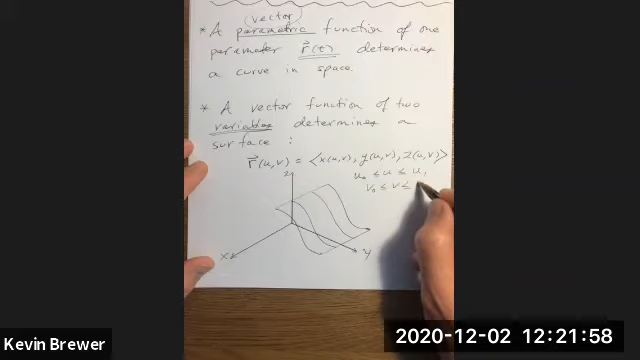 (vector)
* A parametric function of one
parameter r⃗(t) determines
a curve in space.
* A vector function of two
variables determines a
surface :
r⃗(u,v) = ⟨x(u,v), y(u,v), z(u,v)⟩
u₀ ≤ u ≤ u₁
v₀ ≤ v ≤
z
x
y
Kevin Brewer
2020-12-02 12:21:58